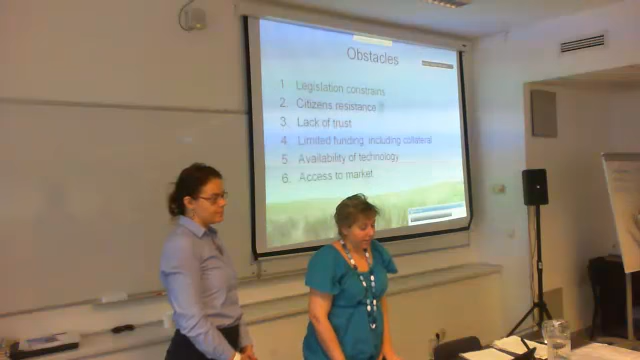 Obstacles
1 Legislation constrains
2. Citizens resistance
3. Lack of trust
4. Limited funding, including collateral
5. Availability of technology
6. Access to market